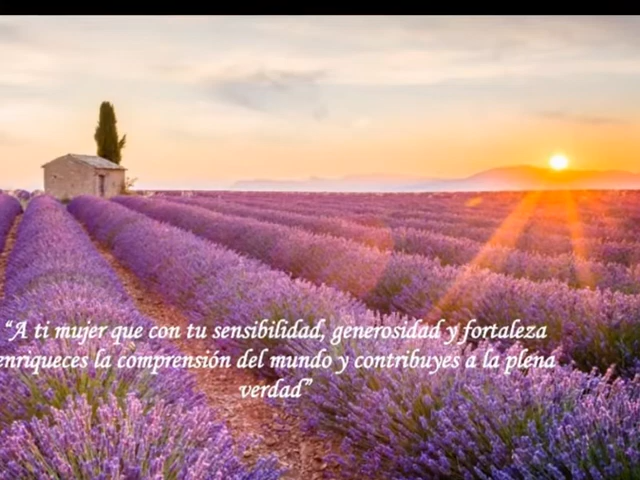 “A ti mujer que con tu sensibilidad, generosidad y fortaleza
enriqueces la comprensión del mundo y contribuyes a la plena
verdad”